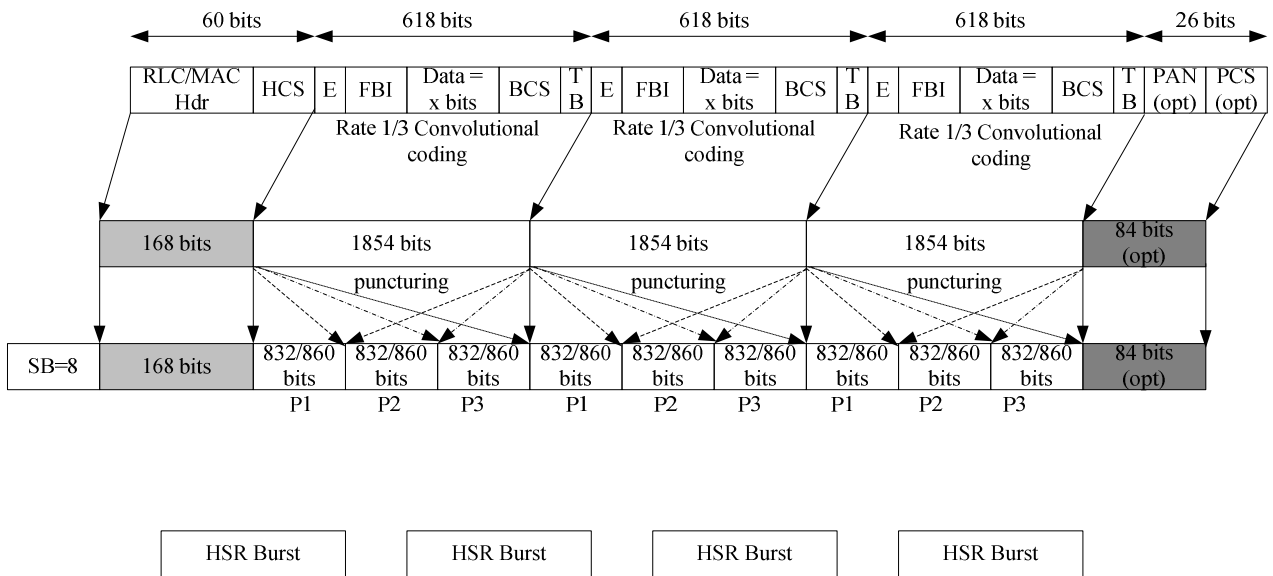 60 bits
618 bits
618 bits
618 bits
26 bits
RLC/MAC
Hdr
HCS
E
FBI
Data =
x bits
BCS
T
B
E
FBI
Data =
x bits
BCS
T
B
E
FBI
Data =
x bits
BCS
T
B
PAN
(opt)
PCS
(opt)
Rate 1/3 Convolutional
coding
Rate 1/3 Convolutional
coding
Rate 1/3 Convolutional
coding
168 bits
1854 bits
1854 bits
1854 bits
84 bits
(opt)
puncturing
puncturing
puncturing
SB=8
168 bits
832/860
bits
832/860
bits
832/860
bits
832/860
bits
832/860
bits
832/860
bits
832/860
bits
832/860
bits
832/860
bits
84 bits
(opt)
P1
P2
P3
P1
P2
P3
P1
P2
P3
HSR Burst
HSR Burst
HSR Burst
HSR Burst